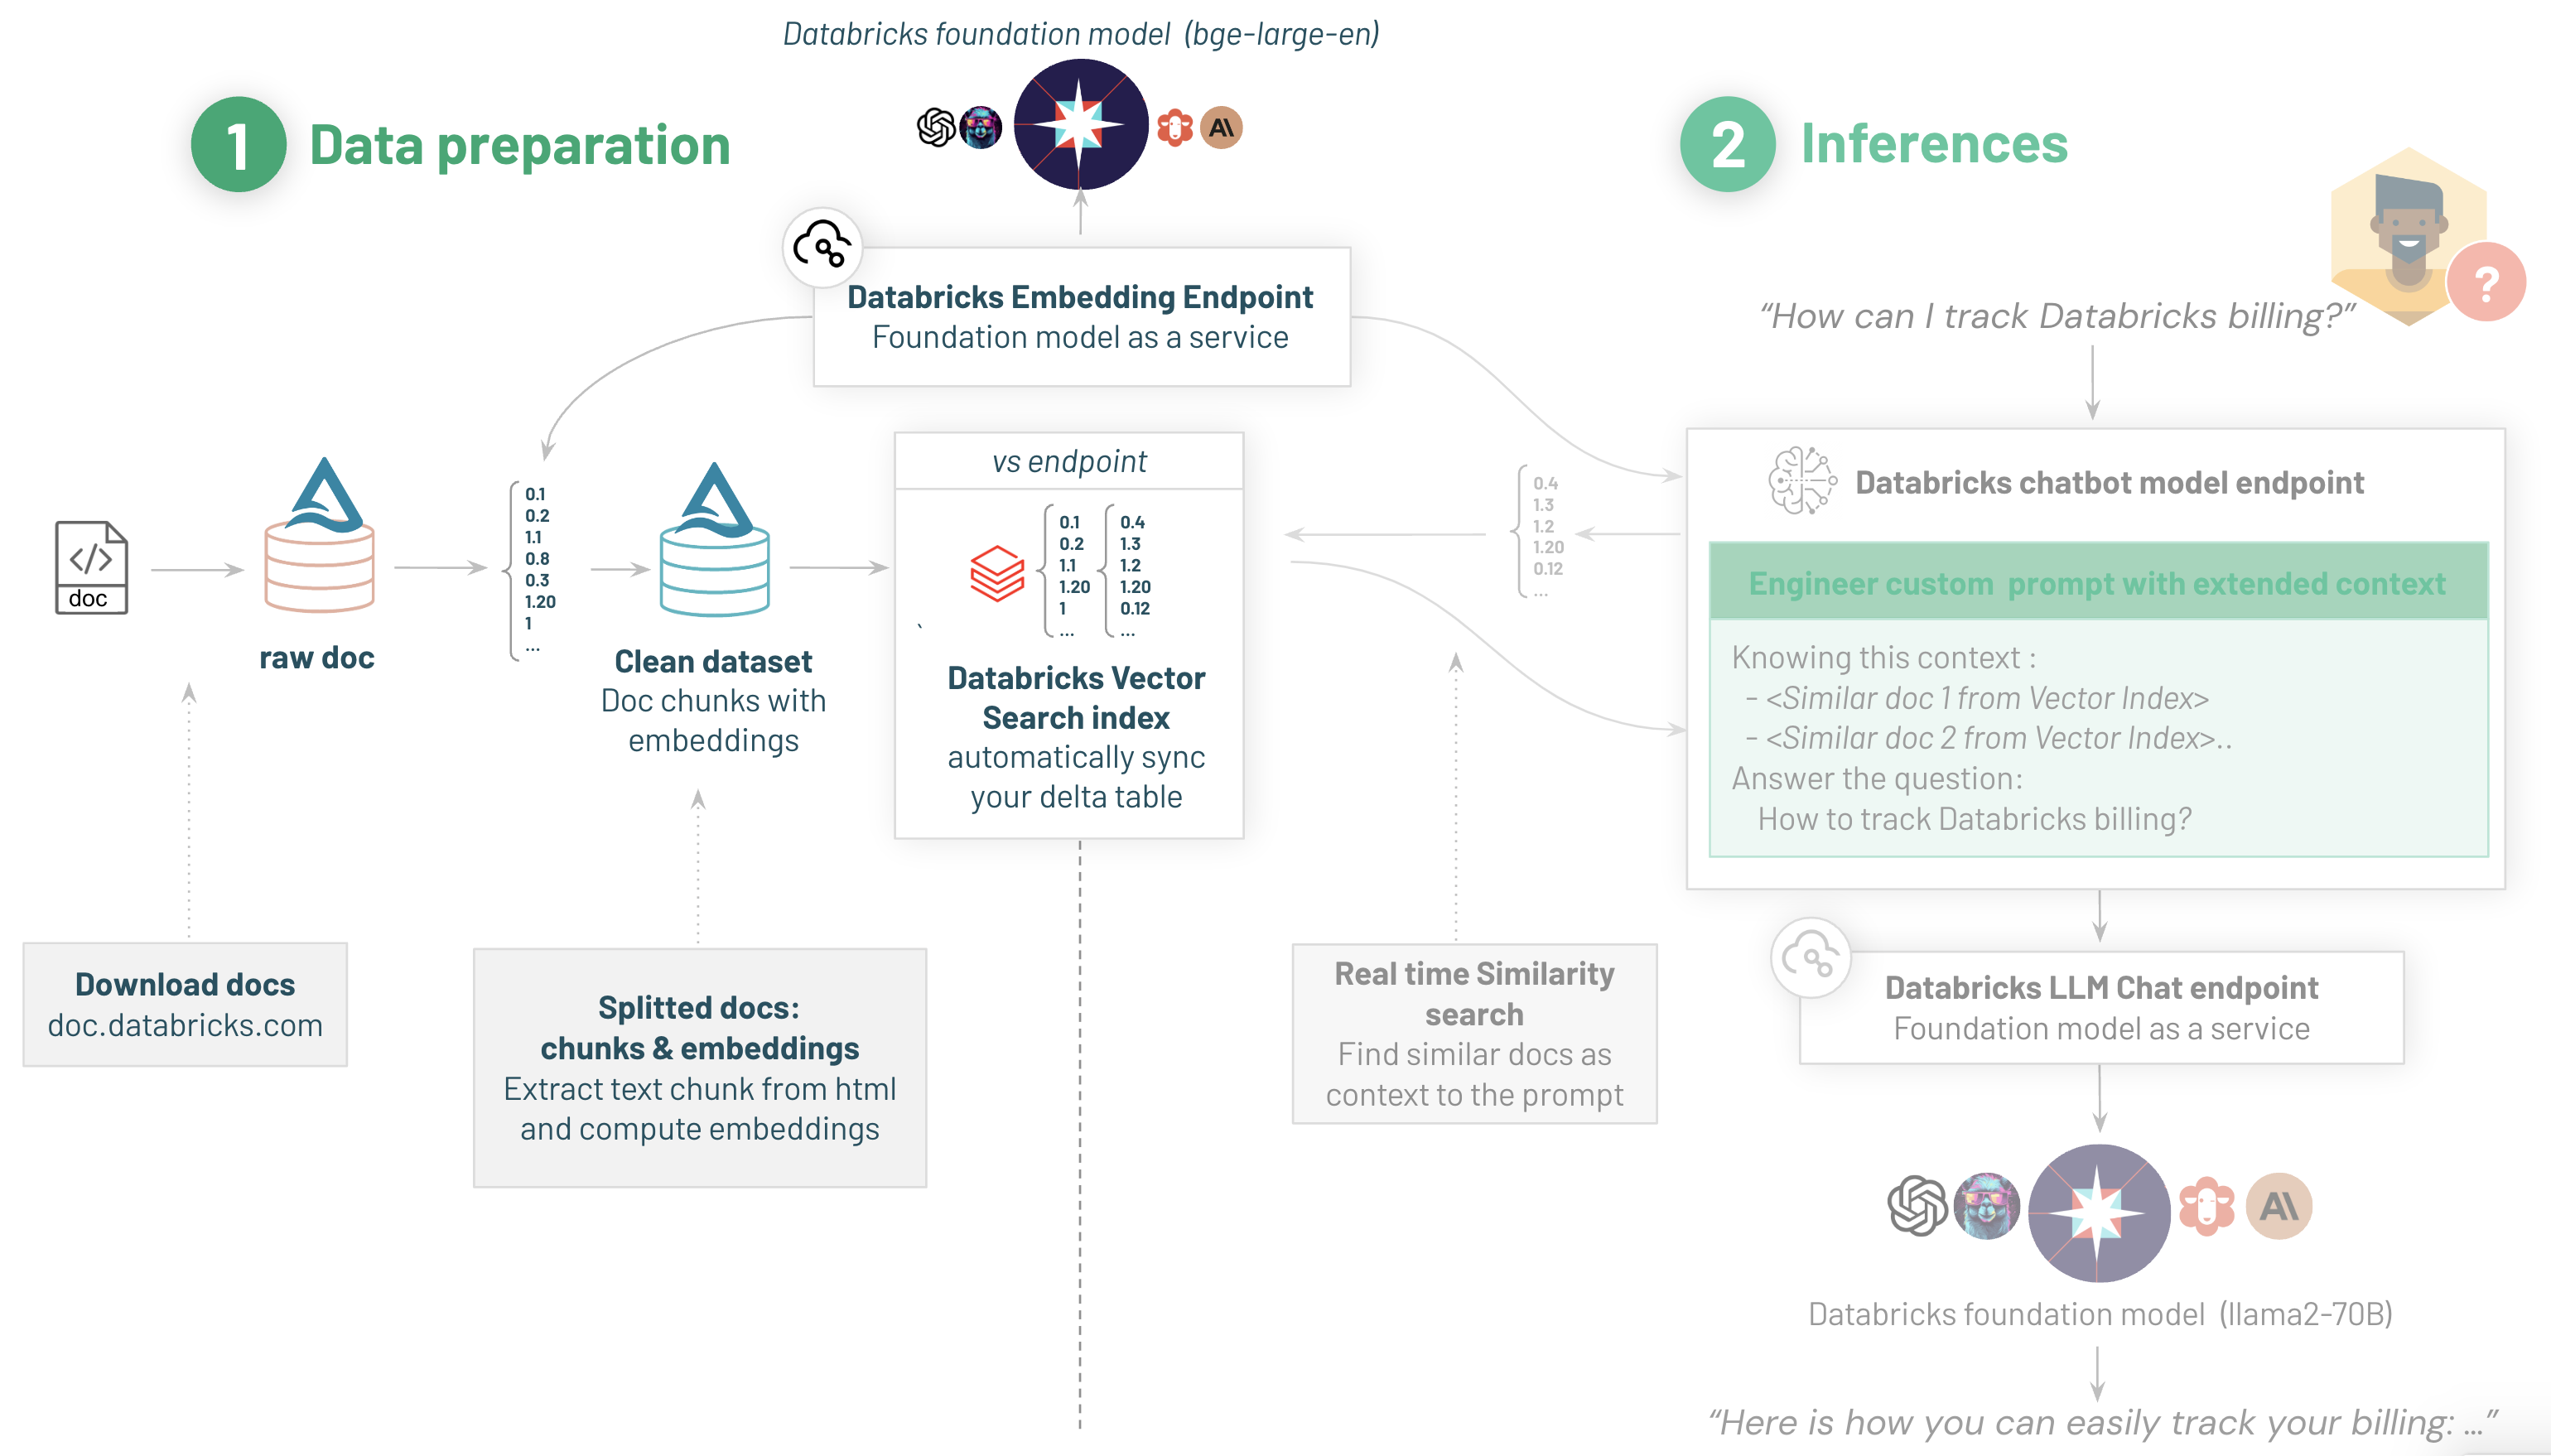 Databricks foundation model (bge-large-en)
1 Data preparation
Databricks Embedding Endpoint
Foundation model as a service
doc
raw doc
0.1
0.2
1.1
0.8
0.3
1.20
1
...
Clean dataset
Doc chunks with
embeddings
vs endpoint
0.1
0.2
1.1
1.20
1
...
0.4
1.3
1.2
1.20
0.12
...
`
Databricks Vector
Search index
automatically sync
your delta table
Download docs
doc.databricks.com
Splitted docs:
chunks & embeddings
Extract text chunk from html
and compute embeddings
2 Inferences
?
“How can I track Databricks billing?”
0.4
1.3
1.2
1.20
0.12
...
Databricks chatbot model endpoint
Engineer custom prompt with extended context
Knowing this context :
- <Similar doc 1 from Vector Index>
- <Similar doc 2 from Vector Index>..
Answer the question:
How to track Databricks billing?
Real time Similarity
search
Find similar docs as
context to the prompt
Databricks LLM Chat endpoint
Foundation model as a service
Databricks foundation model (llama2-70B)
“Here is how you can easily track your billing: ...”